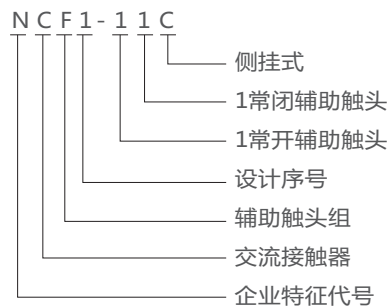 NCF1-11C
侧挂式
1常闭辅助触头
1常开辅助触头
设计序号
辅助触头组
交流接触器
企业特征代号